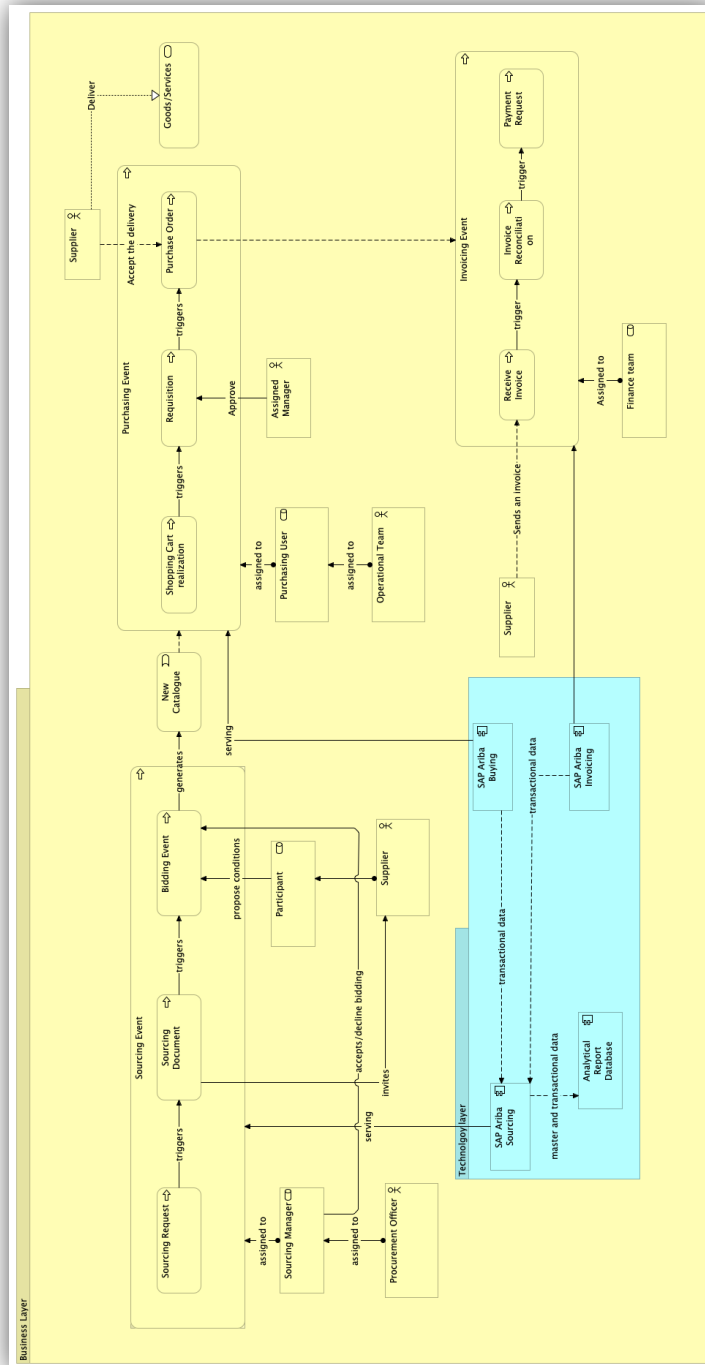 Business Layer
Sourcing Event
Sourcing Request
triggers
Sourcing
Document
triggers
Bidding Event
generates
New
Catalogue
Purchasing Event
Shopping Cart
realization
triggers
Requisition
triggers
Purchase Order
Accept the delivery
Supplier
Deliver
Goods/Services
assigned to
Sourcing Manager
assigned to
Procurement Officer
accepts/decline bidding
invites
propose conditions
Participant
Supplier
serving
serving
assigned to
Purchasing User
assigned to
Operational Team
Approve
Assigned
Manager
Invoicing Event
Receive
Invoice
trigger
Invoice
Reconciliati
on
trigger
Payment
Request
Supplier
Sends an invoice
Assigned to
Finance team
Technolgoy layer
SAP Ariba
Sourcing
transactional data
SAP Ariba
Buying
transactional data
SAP Ariba
Invoicing
master and transactional data
Analytical
Report
Database